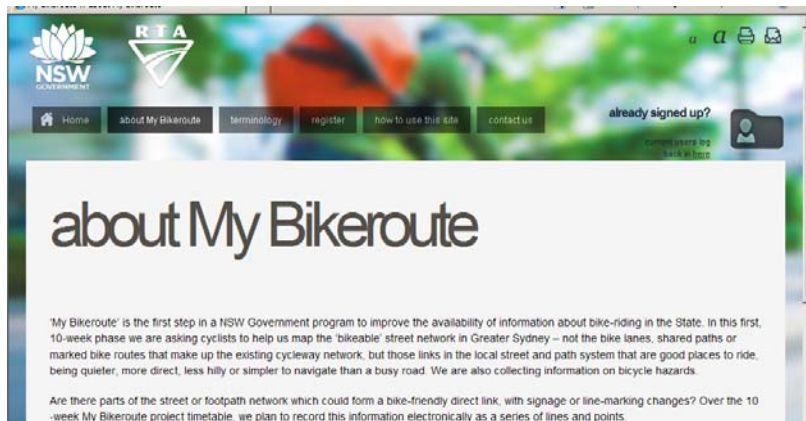 R T A
a a
NSW
GOVERNMENT
Home about My Bikeroute terminology register how to use this site contact us
already signed up?
current users log
back in here
about My Bikeroute
'My Bikeroute' is the first step in a NSW Government program to improve the availability of information about bike-riding in the State. In this first,
10-week phase we are asking cyclists to help us map the 'bikeable' street network in Greater Sydney – not the bike lanes, shared paths or
marked bike routes that make up the existing cycleway network, but those links in the local street and path system that are good places to ride,
being quieter, more direct, less hilly or simpler to navigate than a busy road. We are also collecting information on bicycle hazards.
Are there parts of the street or footpath network which could form a bike-friendly direct link, with signage or line-marking changes? Over the 10
-week My Bikeroute project timetable, we plan to record this information electronically as a series of lines and points.